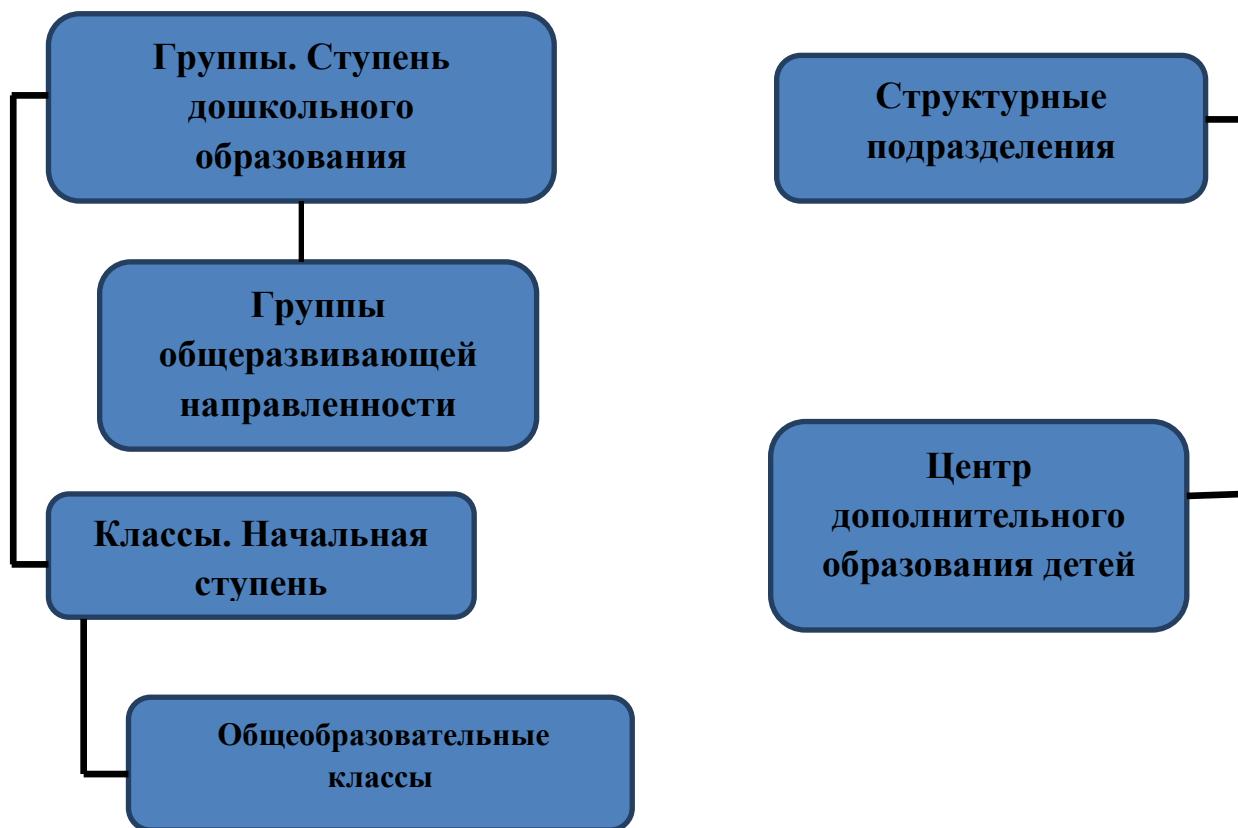 Группы. Ступень
дошкольного
образования
Группы
общеразвивающей
направленности
Классы. Начальная
ступень
Общеобразовательные
классы
Структурные
подразделения
Центр
дополнительного
образования детей